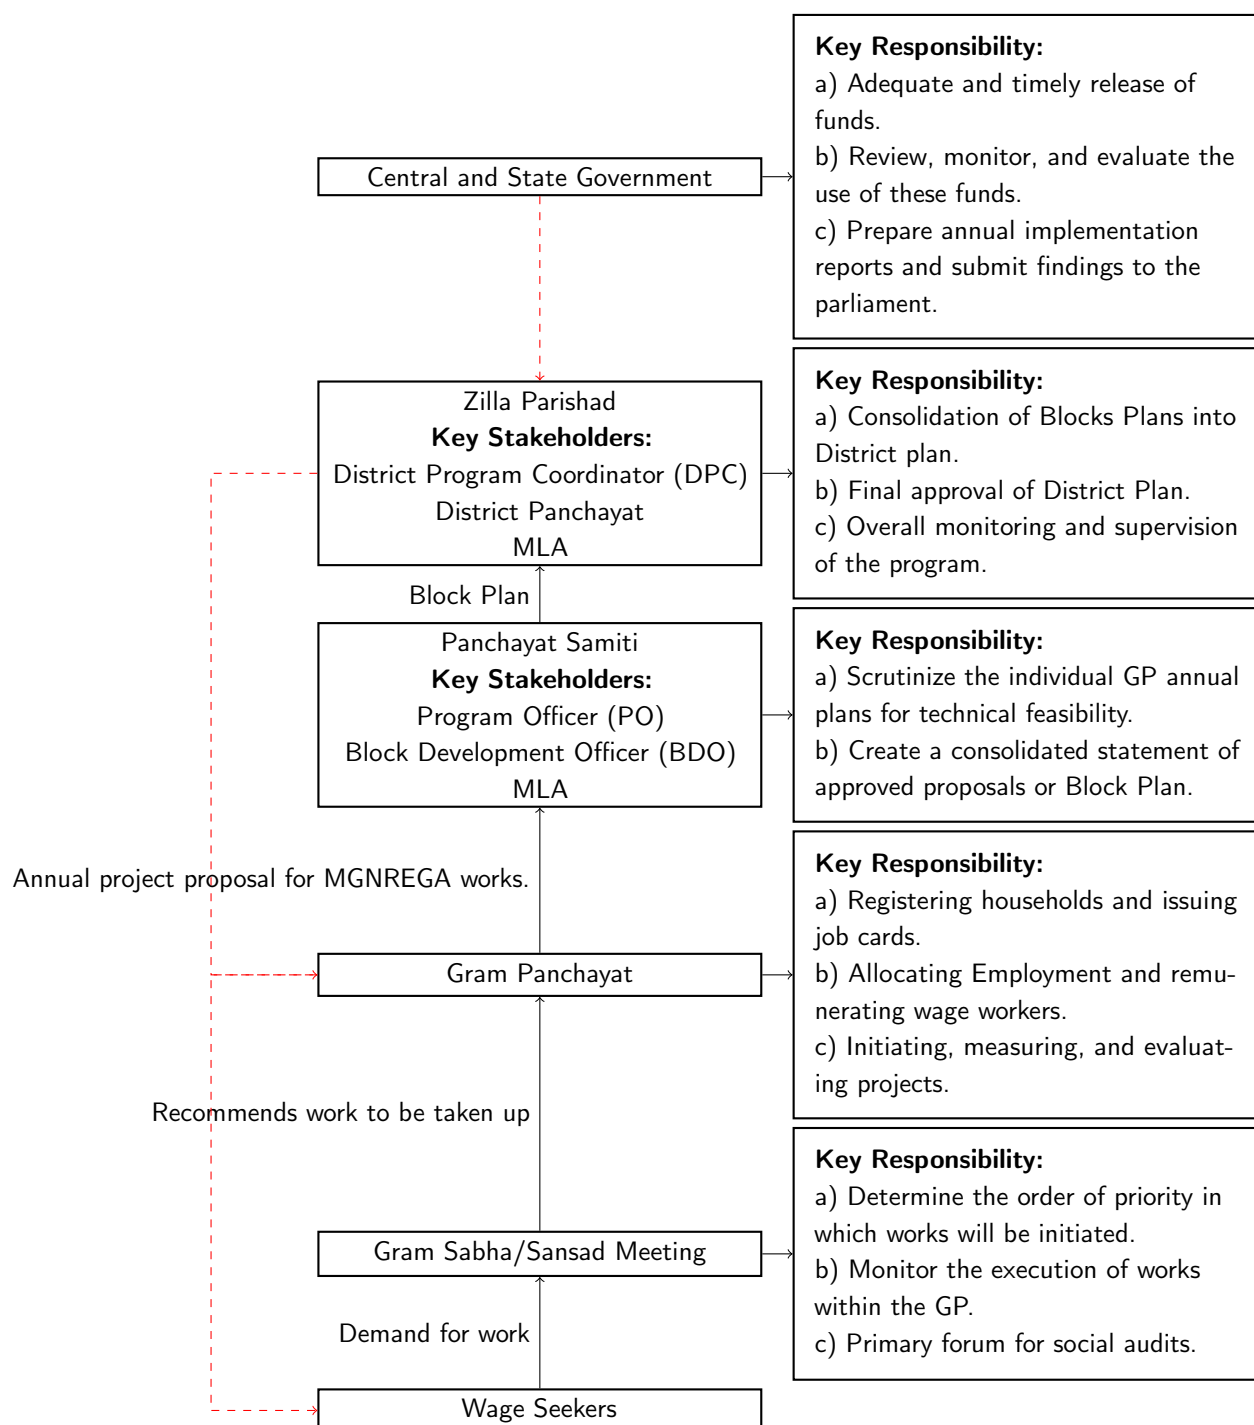 Key Responsibility:
a) Adequate and timely release of
funds.
b) Review, monitor, and evaluate the
use of these funds.
c) Prepare annual implementation
reports and submit findings to the
parliament.
Central and State Government
Zilla Parishad
Key Stakeholders:
District Program Coordinator (DPC)
District Panchayat
MLA
Key Responsibility:
a) Consolidation of Blocks Plans into
District plan.
b) Final approval of District Plan.
c) Overall monitoring and supervision
of the program.
Block Plan
Panchayat Samiti
Key Stakeholders:
Program Officer (PO)
Block Development Officer (BDO)
MLA
Key Responsibility:
a) Scrutinize the individual GP annual
plans for technical feasibility.
b) Create a consolidated statement of
approved proposals or Block Plan.
Annual project proposal for MGNREGA works.
Gram Panchayat
Key Responsibility:
a) Registering households and issuing
job cards.
b) Allocating Employment and remu-
nerating wage workers.
c) Initiating, measuring, and evaluat-
ing projects.
Recommends work to be taken up
Gram Sabha/Sansad Meeting
Key Responsibility:
a) Determine the order of priority in
which works will be initiated.
b) Monitor the execution of works
within the GP.
c) Primary forum for social audits.
Demand for work
Wage Seekers